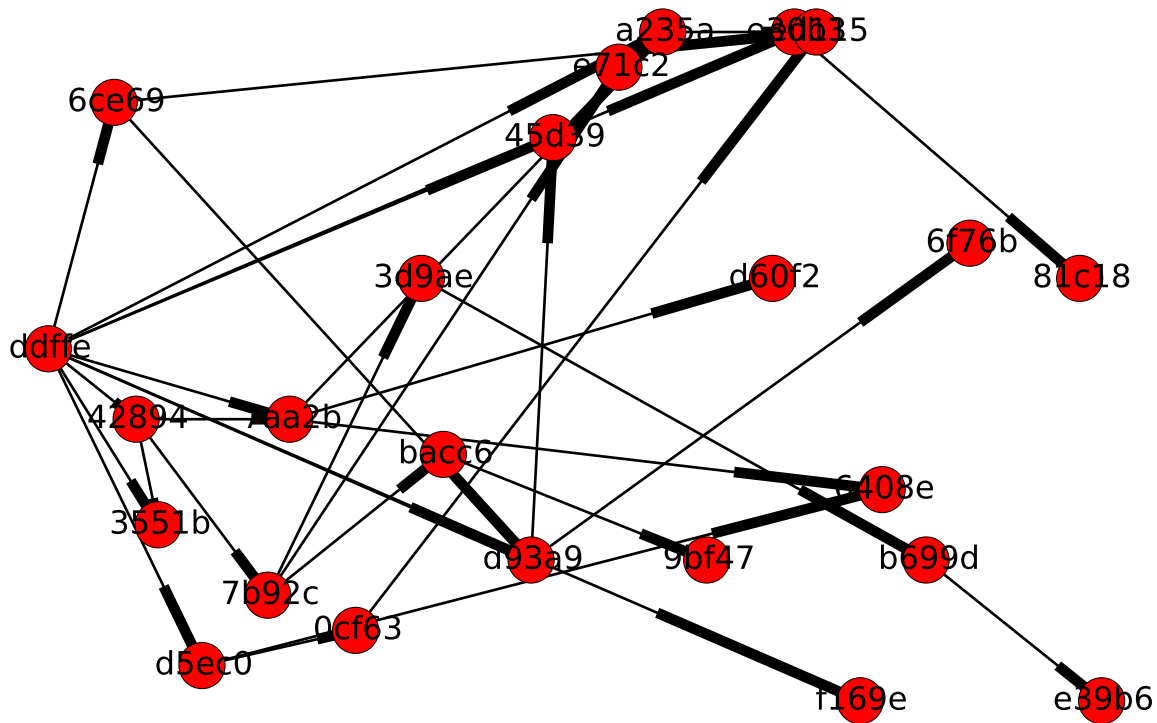 a235a
e71c2
6ce69
45d39
6f76b
3d9ae
d60f2
81c18
ddffe
42894
7aa2b
bacc6
6408e
3551b
d93a9
9bf47
b699d
7b92c
0cf63
d5ec0
f169e
e39b6